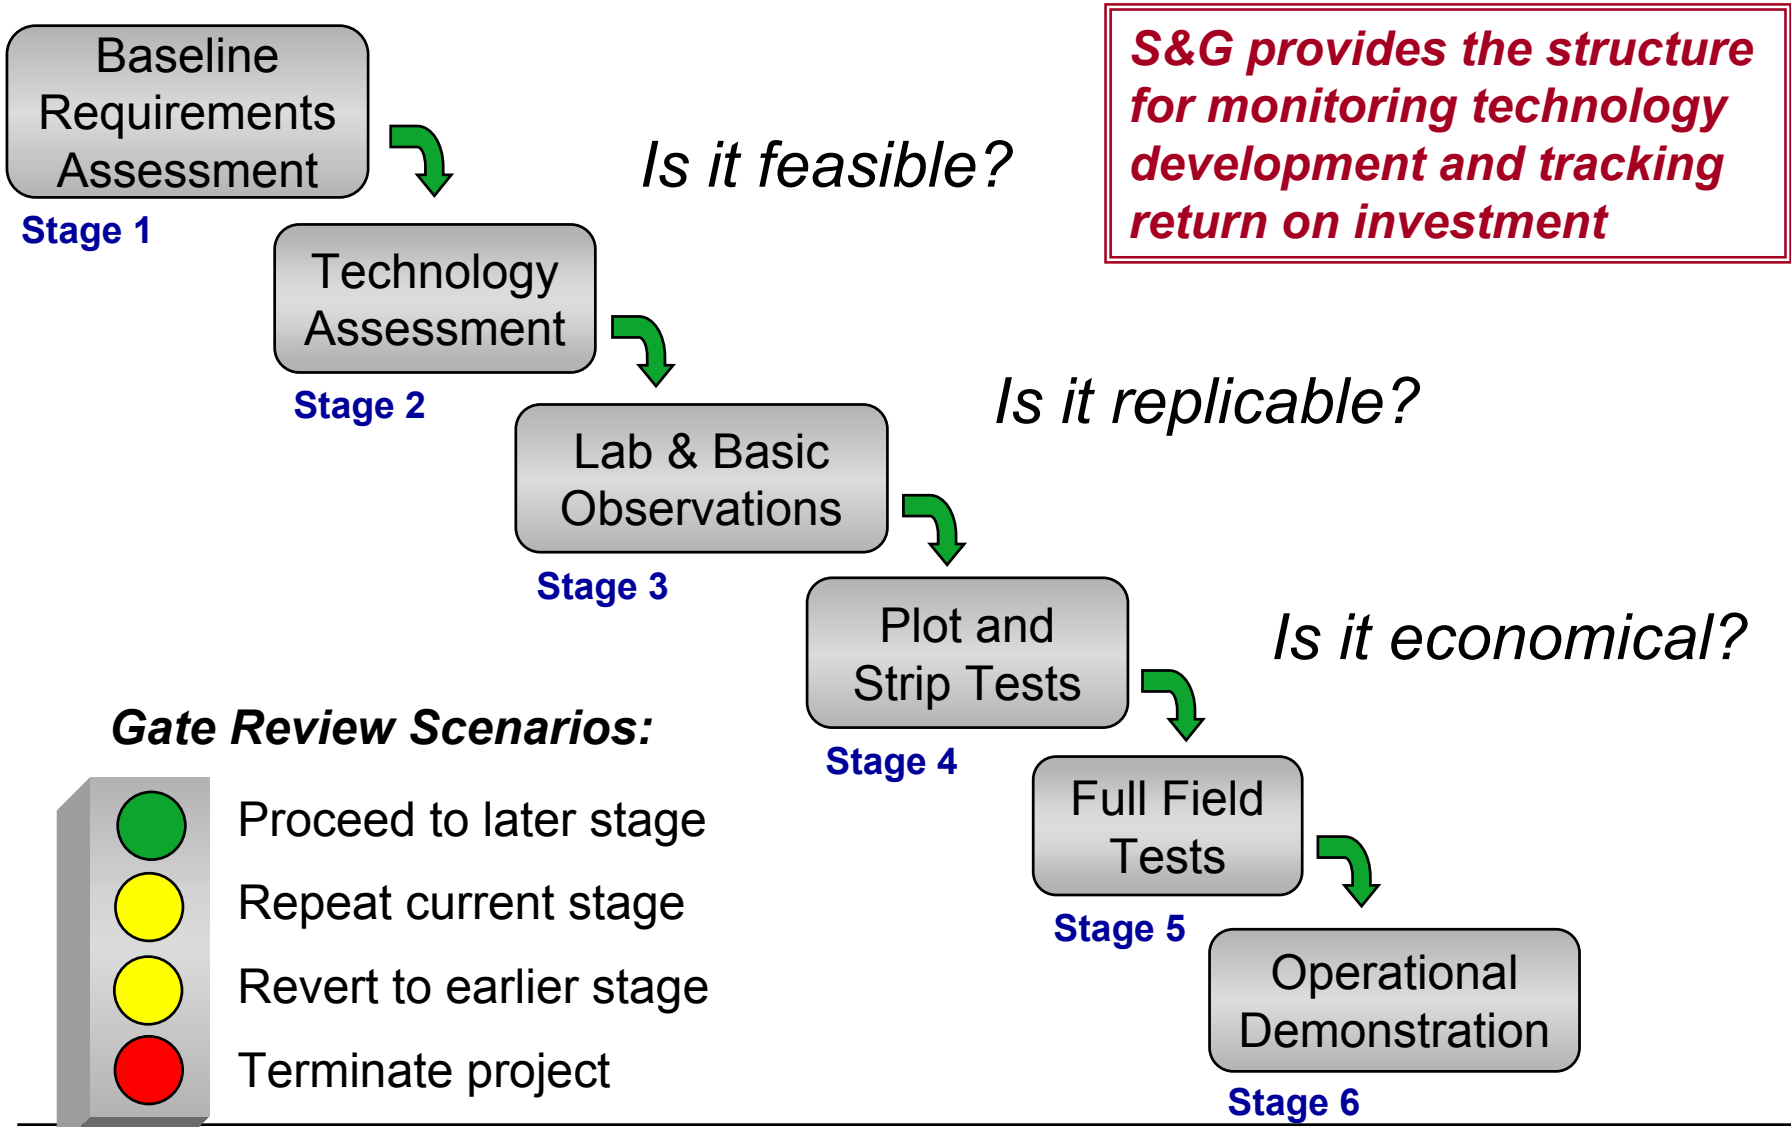 Baseline
Requirements
Assessment
Stage 1
Is it feasible?
S&G provides the structure
for monitoring technology
development and tracking
return on investment
Technology
Assessment
Stage 2
Is it replicable?
Lab & Basic
Observations
Stage 3
Plot and
Strip Tests
Stage 4
Is it economical?
Full Field
Tests
Stage 5
Operational
Demonstration
Stage 6
Gate Review Scenarios:
Proceed to later stage
Repeat current stage
Revert to earlier stage
Terminate project